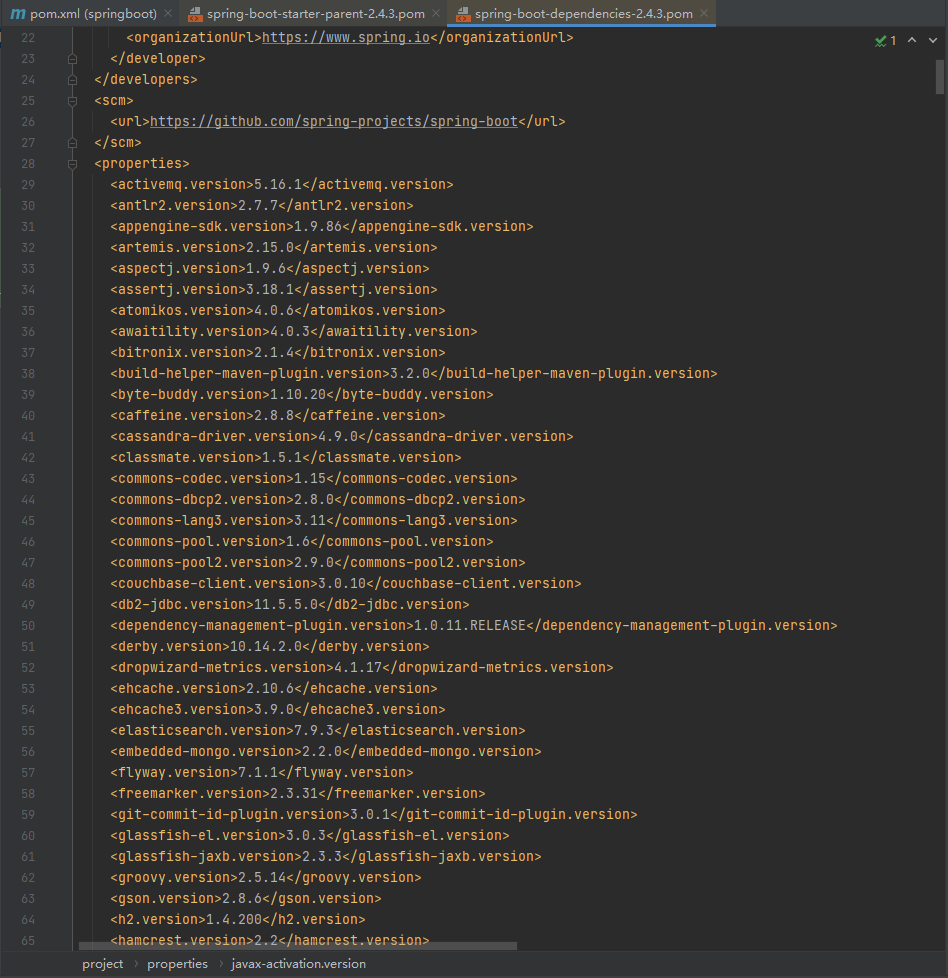 m pom.xml (springboot) × spring-boot-starter-parent-2.4.3.pom × spring-boot-dependencies-2.4.3.pom ×
22 <organizationUrl>https://www.spring.io</organizationUrl> 1
23 </developer>
24 </developers>
25 <scm>
26 <url>https://github.com/spring-projects/spring-boot</url>
27 </scm>
28 <properties>
29 <activemq.version>5.16.1</activemq.version>
30 <antlr2.version>2.7.7</antlr2.version>
31 <appengine-sdk.version>1.9.86</appengine-sdk.version>
32 <artemis.version>2.15.0</artemis.version>
33 <aspectj.version>1.9.6</aspectj.version>
34 <assertj.version>3.18.1</assertj.version>
35 <atomikos.version>4.0.6</atomikos.version>
36 <awaitility.version>4.0.3</awaitility.version>
37 <bitronix.version>2.1.4</bitronix.version>
38 <build-helper-maven-plugin.version>3.2.0</build-helper-maven-plugin.version>
39 <byte-buddy.version>1.10.20</byte-buddy.version>
40 <caffeine.version>2.8.8</caffeine.version>
41 <cassandra-driver.version>4.9.0</cassandra-driver.version>
42 <classmate.version>1.5.1</classmate.version>
43 <commons-codec.version>1.15</commons-codec.version>
44 <commons-dbcp2.version>2.8.0</commons-dbcp2.version>
45 <commons-lang3.version>3.11</commons-lang3.version>
46 <commons-pool.version>1.6</commons-pool.version>
47 <commons-pool2.version>2.9.0</commons-pool2.version>
48 <couchbase-client.version>3.0.10</couchbase-client.version>
49 <db2-jdbc.version>11.5.5.0</db2-jdbc.version>
50 <dependency-management-plugin.version>1.0.11.RELEASE</dependency-management-plugin.version>
51 <derby.version>10.14.2.0</derby.version>
52 <dropwizard-metrics.version>4.1.17</dropwizard-metrics.version>
53 <ehcache.version>2.10.6</ehcache.version>
54 <ehcache3.version>3.9.0</ehcache3.version>
55 <elasticsearch.version>7.9.3</elasticsearch.version>
56 <embedded-mongo.version>2.2.0</embedded-mongo.version>
57 <flyway.version>7.1.1</flyway.version>
58 <freemarker.version>2.3.31</freemarker.version>
59 <git-commit-id-plugin.version>3.0.1</git-commit-id-plugin.version>
60 <glassfish-el.version>3.0.3</glassfish-el.version>
61 <glassfish-jaxb.version>2.3.3</glassfish-jaxb.version>
62 <groovy.version>2.5.14</groovy.version>
63 <gson.version>2.8.6</gson.version>
64 <h2.version>1.4.200</h2.version>
65 <hamcrest.version>2.2</hamcrest.version>
project › properties › javax-activation.version